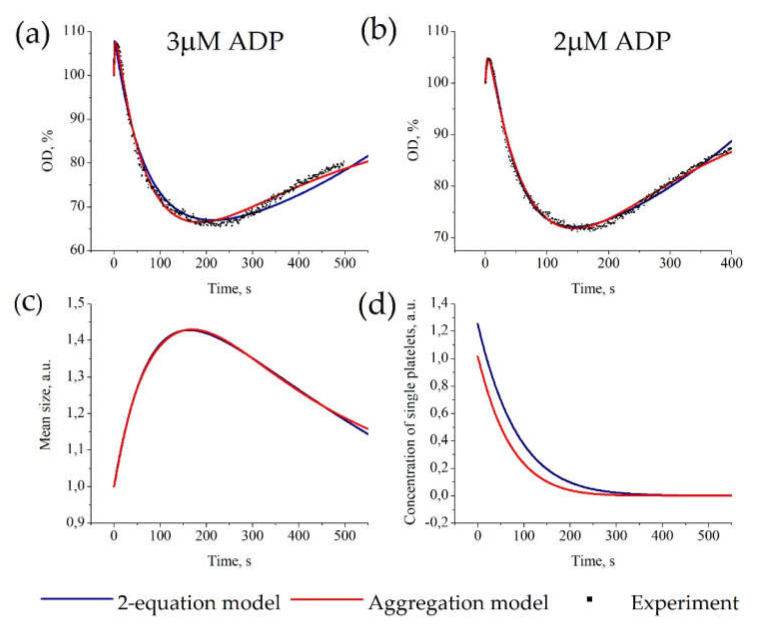 (a) 3μM ADP
110
100
90
80
70
60
OD, %
0 100 200 300 400 500
Time, s
(b) 2μM ADP
110
100
90
80
70
OD, %
0 100 200 300 400
Time, s
(c)
1,5
1,4
1,3
1,2
1,1
1,0
0,9
Mean size, a.u.
0 100 200 300 400 500
Time, s
(d)
1,4
1,2
1,0
0,8
0,6
0,4
0,2
0,0
-0,2
Concentration of single platelets, a.u.
0 100 200 300 400 500
Time, s
2-equation model Aggregation model Experiment